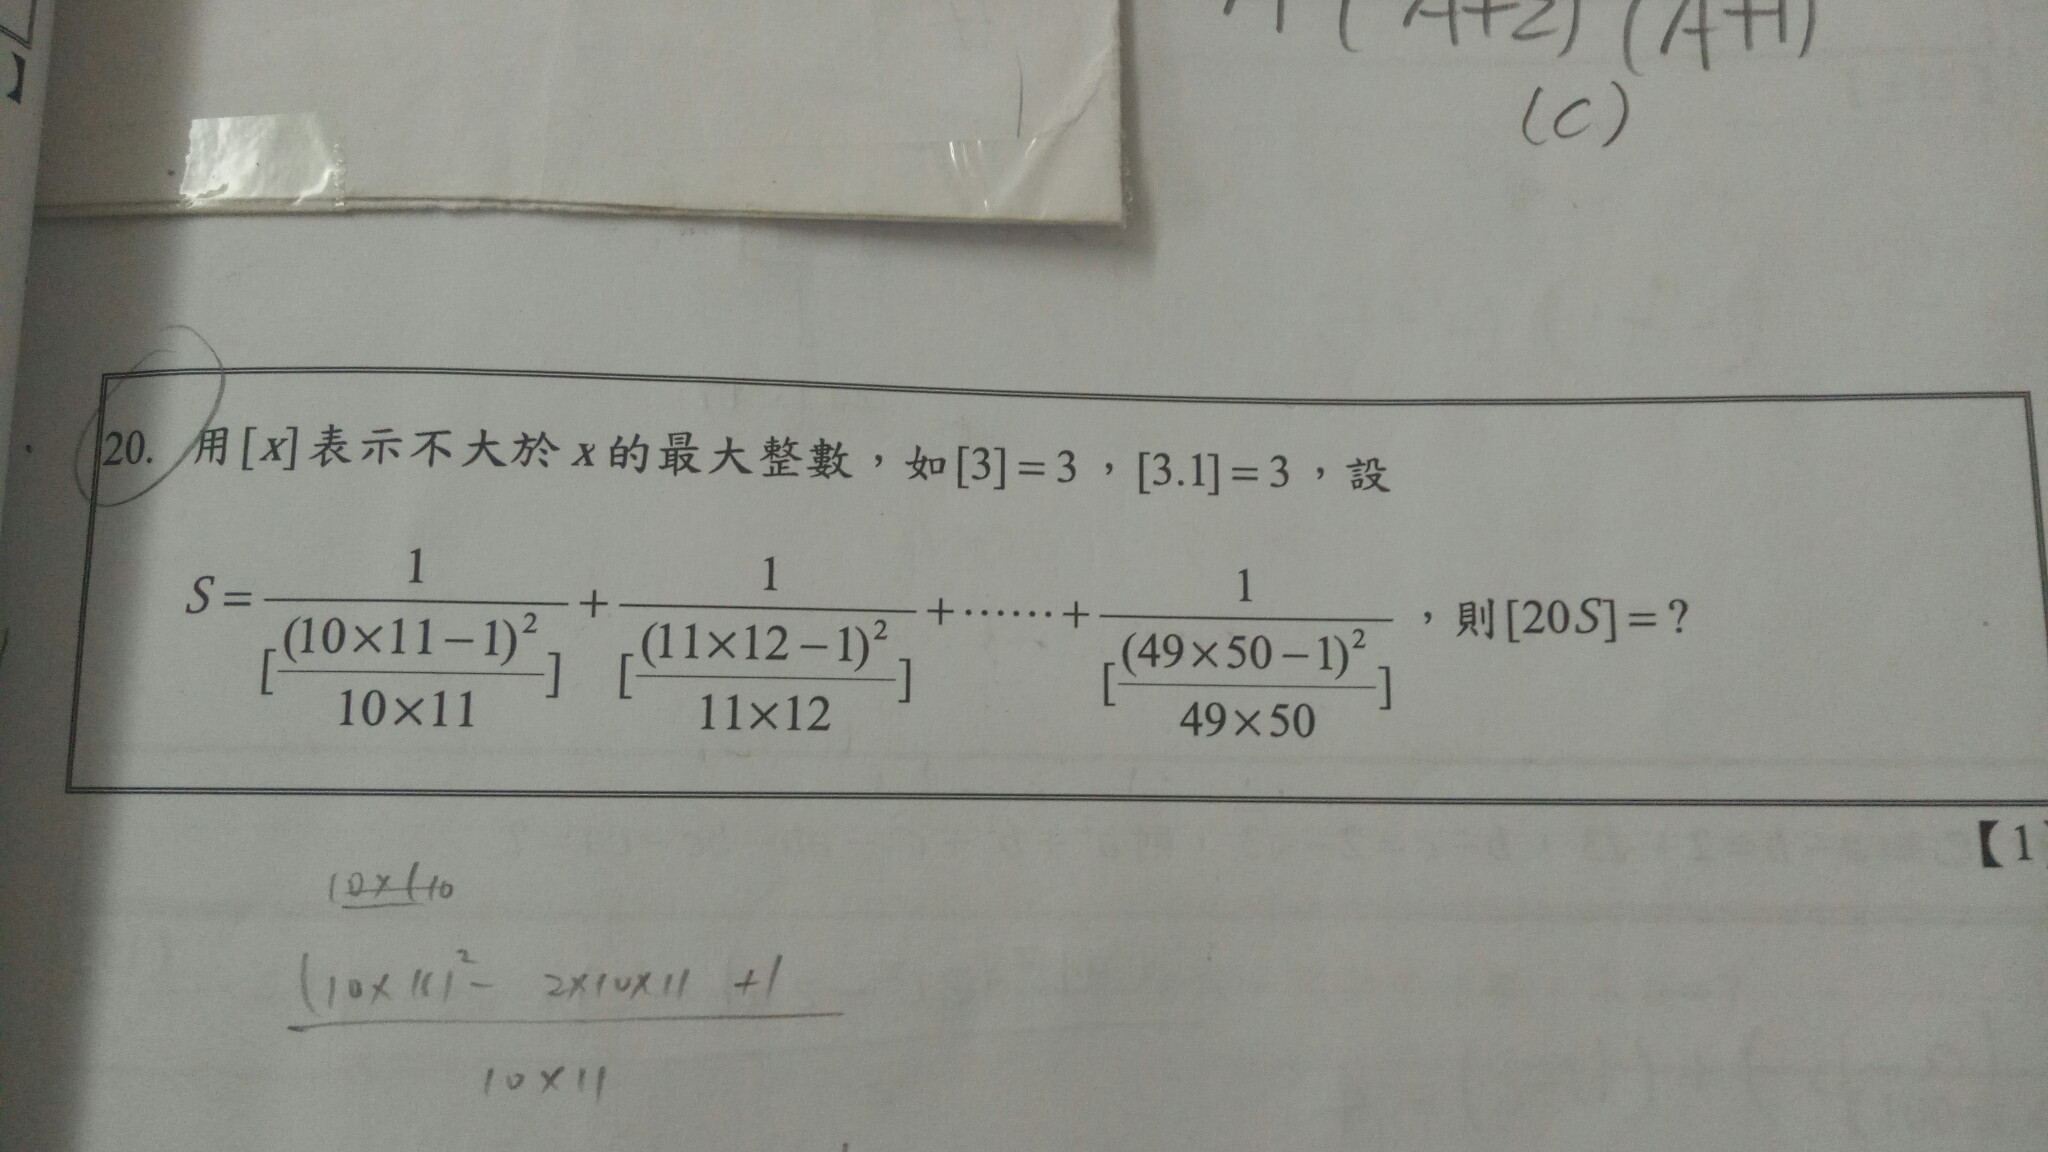 (A+2)(A+1)
(C)
】
20. 用[x]表示不大於x的最大整數，如[3]=3，[3.1]=3，設
S=1/[(10×11−1)²/(10×11)]+1/[(11×12−1)²/(11×12)]+……+1/[(49×50−1)²/(49×50)]，則[20S]=?
【1
((10×11)²− 2×10×11 +1
10×11